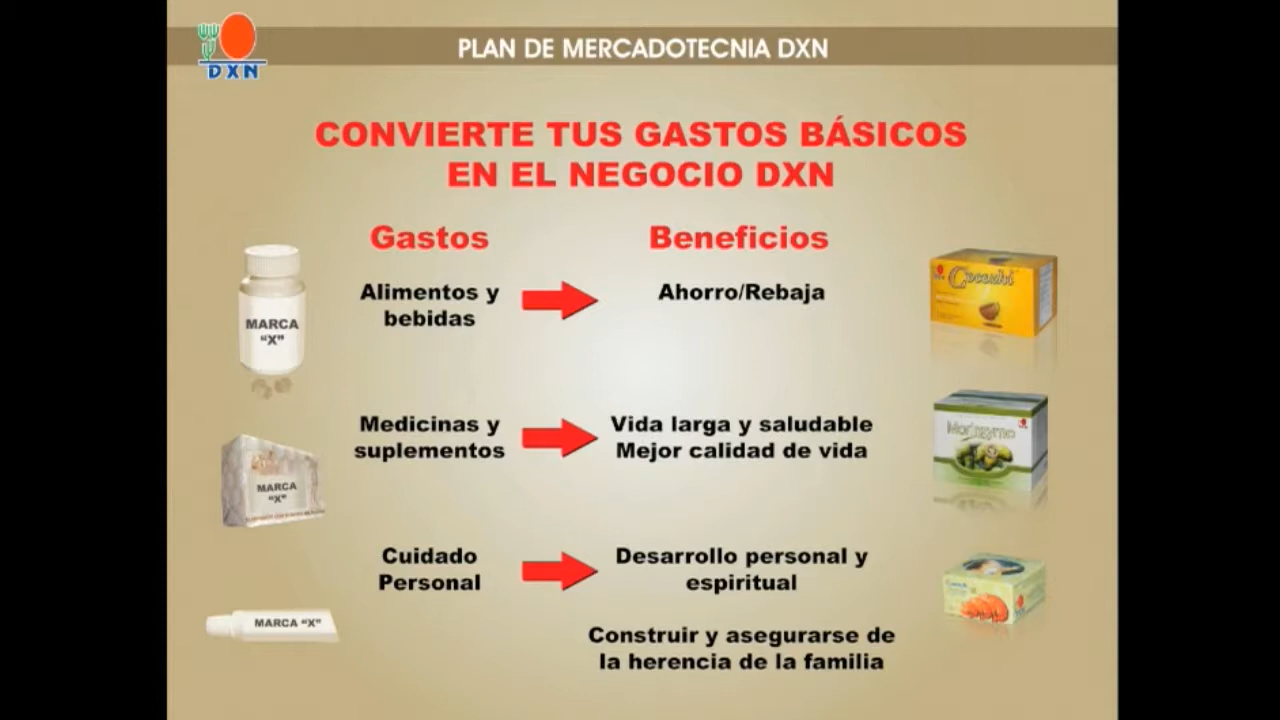 DXN
PLAN DE MERCADOTECNIA DXN
CONVIERTE TUS GASTOS BÁSICOS
EN EL NEGOCIO DXN
Gastos
Beneficios
MARCA
“X”
Alimentos y
bebidas
Ahorro/Rebaja
Cocozhi
Medicinas y
suplementos
Vida larga y saludable
Mejor calidad de vida
Morinzyme
MARCA
“X”
Cuidado
Personal
Desarrollo personal y
espiritual
MARCA “X”
Construir y asegurarse de
la herencia de la familia